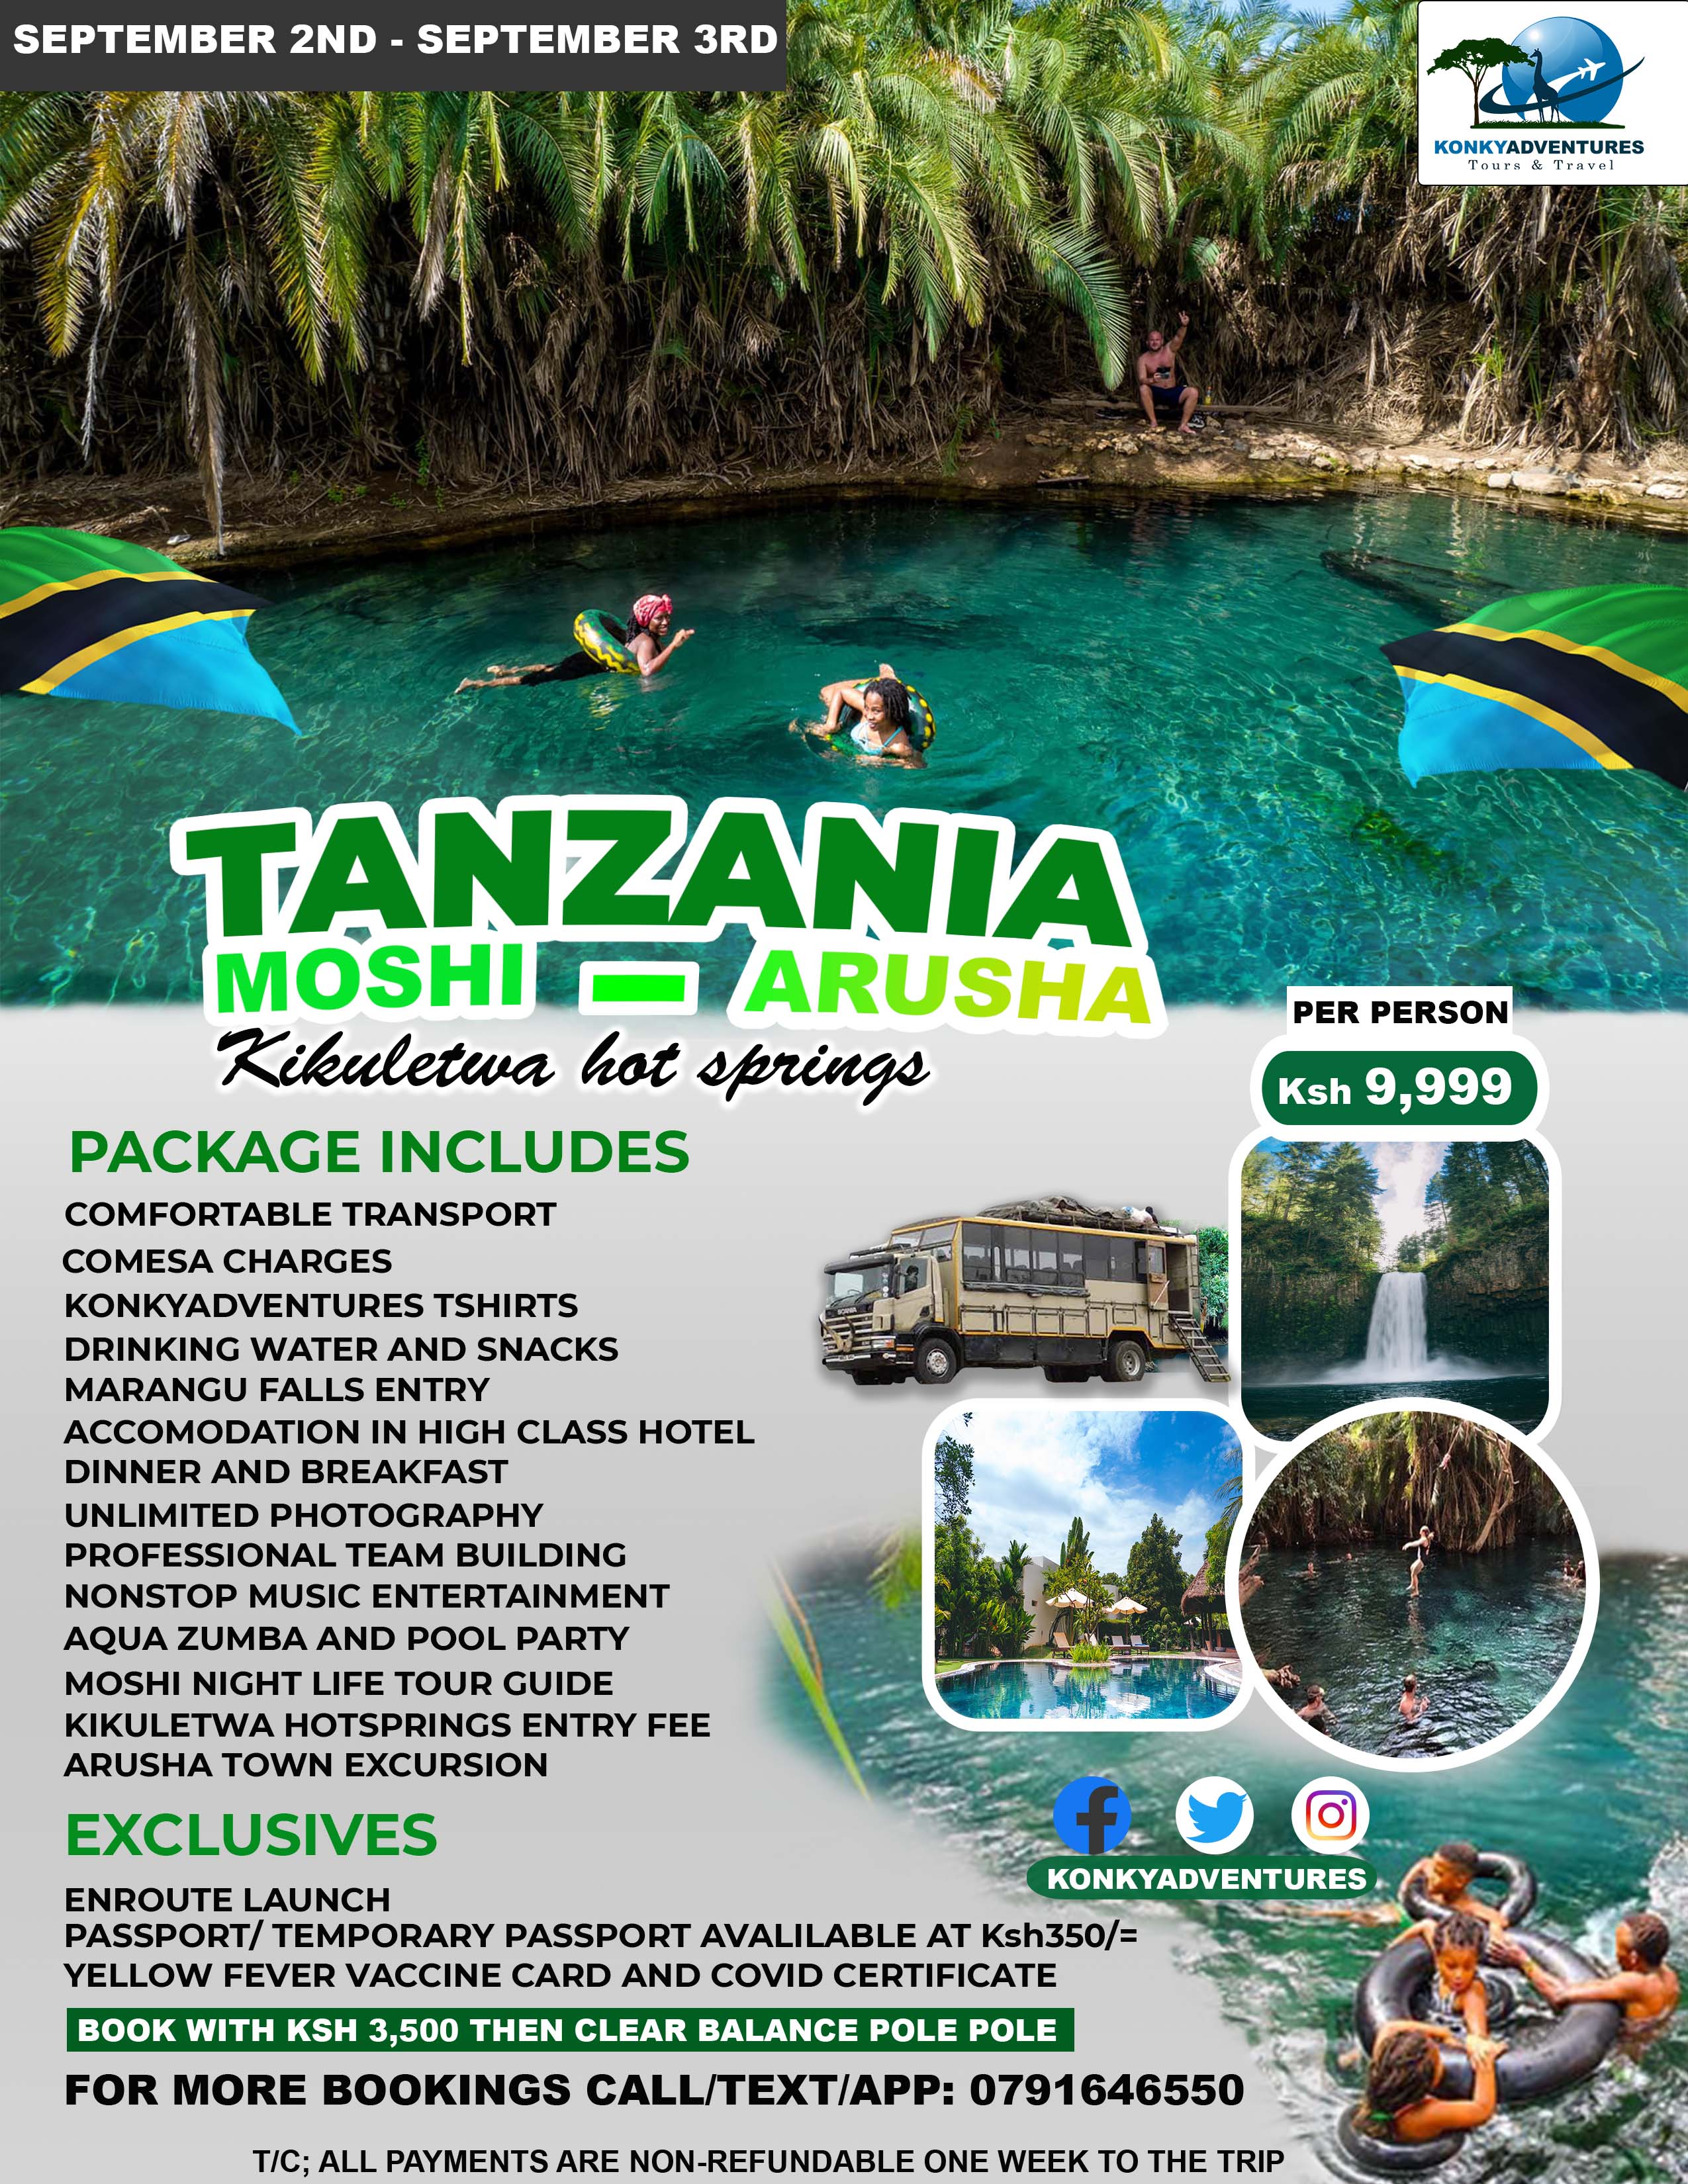 SEPTEMBER 2ND - SEPTEMBER 3RD
KONKYADVENTURES
Tours & Travel
TANZANIA
MOSHI - ARUSHA
Kikuletwa hot springs
PER PERSON
Ksh 9,999
PACKAGE INCLUDES
COMFORTABLE TRANSPORT
COMESA CHARGES
KONKYADVENTURES TSHIRTS
DRINKING WATER AND SNACKS
MARANGU FALLS ENTRY
ACCOMODATION IN HIGH CLASS HOTEL
DINNER AND BREAKFAST
UNLIMITED PHOTOGRAPHY
PROFESSIONAL TEAM BUILDING
NONSTOP MUSIC ENTERTAINMENT
AQUA ZUMBA AND POOL PARTY
MOSHI NIGHT LIFE TOUR GUIDE
KIKULETWA HOTSPRINGS ENTRY FEE
ARUSHA TOWN EXCURSION
SCANIA
KONKYADVENTURES
EXCLUSIVES
ENROUTE LAUNCH
PASSPORT/ TEMPORARY PASSPORT AVALILABLE AT Ksh350/=
YELLOW FEVER VACCINE CARD AND COVID CERTIFICATE
BOOK WITH KSH 3,500 THEN CLEAR BALANCE POLE POLE
FOR MORE BOOKINGS CALL/TEXT/APP: 0791646550
T/C; ALL PAYMENTS ARE NON-REFUNDABLE ONE WEEK TO THE TRIP